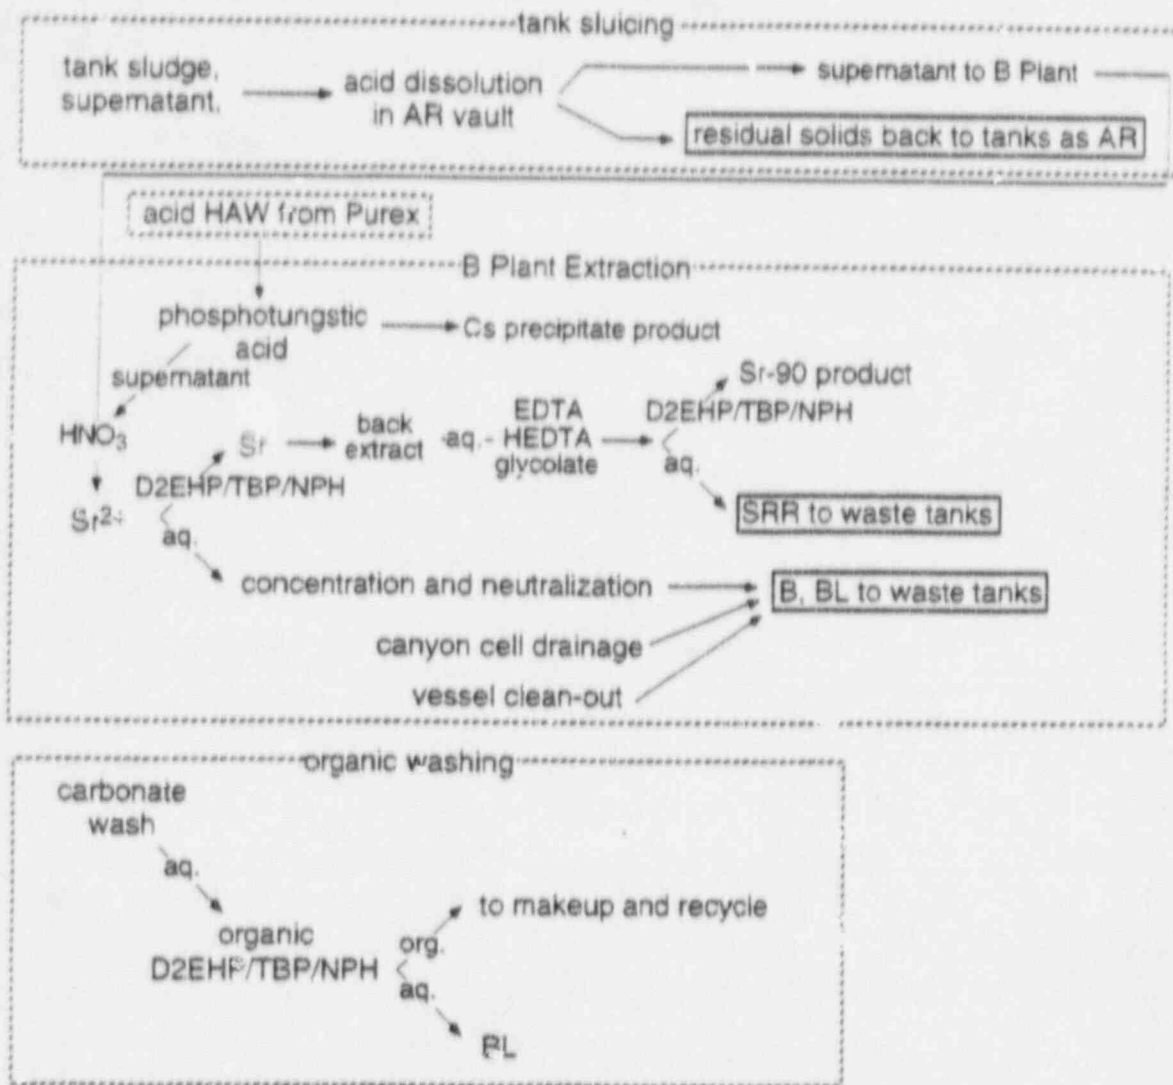 tank sluicing
tank sludge,
supernatant.
acid dissolution
in AR vault
supernatant to B Plant
residual solids back to tanks as AR
acid HAW from Purex
B Plant Extraction
phosphotungstic
acid
Cs precipitate product
supernatant
HNO3
Sr2+
D2EHP/TBP/NPH
Sr
back
extract
aq.
EDTA
HEDTA
glycolate
D2EHP/TBP/NPH
Sr-90 product
aq.
SRR to waste tanks
aq.
concentration and neutralization
B, BL to waste tanks
canyon cell drainage
vessel clean-out
organic washing
carbonate
wash
aq.
organic
D2EHP/TBP/NPH
org.
to makeup and recycle
aq.
BL